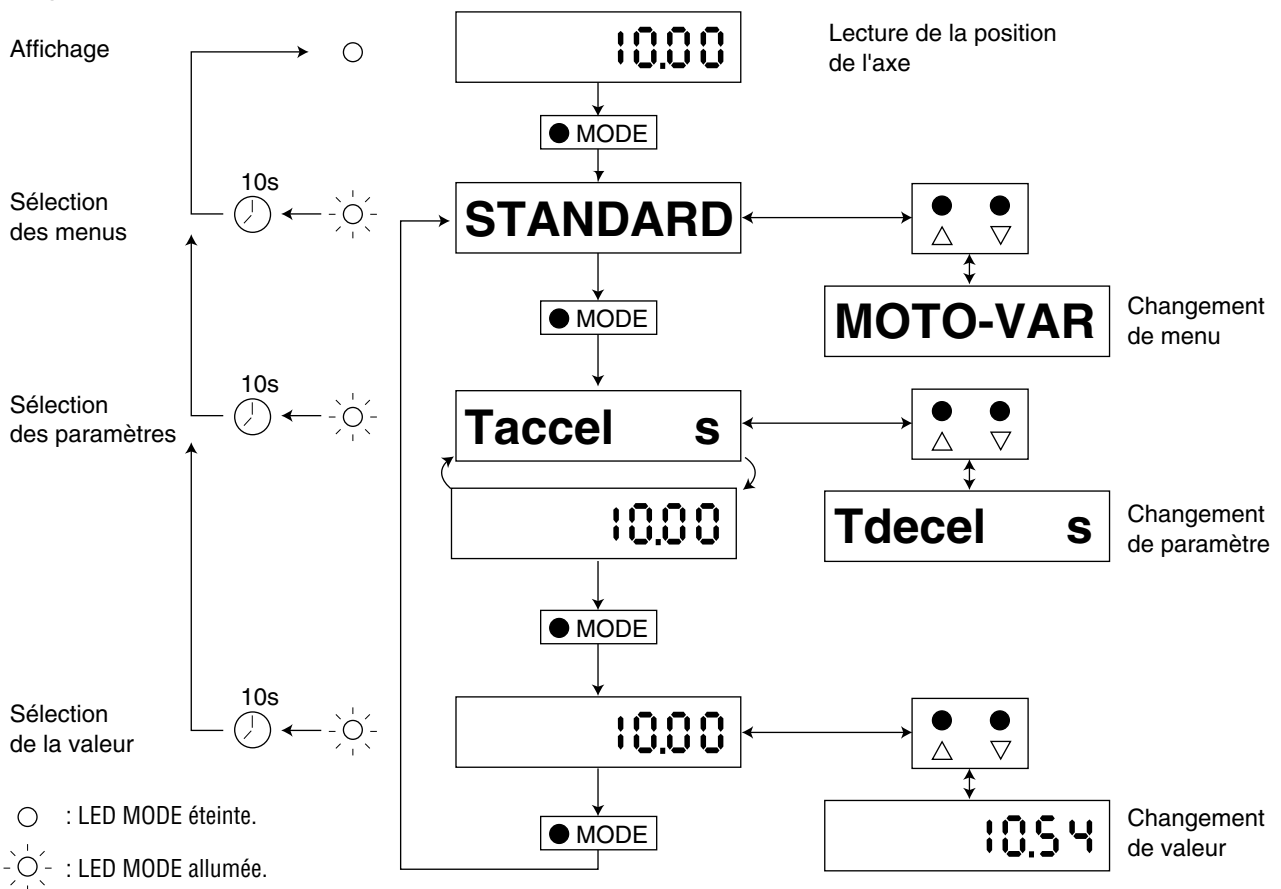 Affichage
10.00
Lecture de la position
de l'axe
MODE
Sélection
des menus
10s
STANDARD
MODE
MOTO-VAR
Changement
de menu
Sélection
des paramètres
10s
Taccel s
10.00
Tdecel s
Changement
de paramètre
MODE
Sélection
de la valeur
10s
10.00
MODE
10.54
Changement
de valeur
: LED MODE éteinte.
: LED MODE allumée.